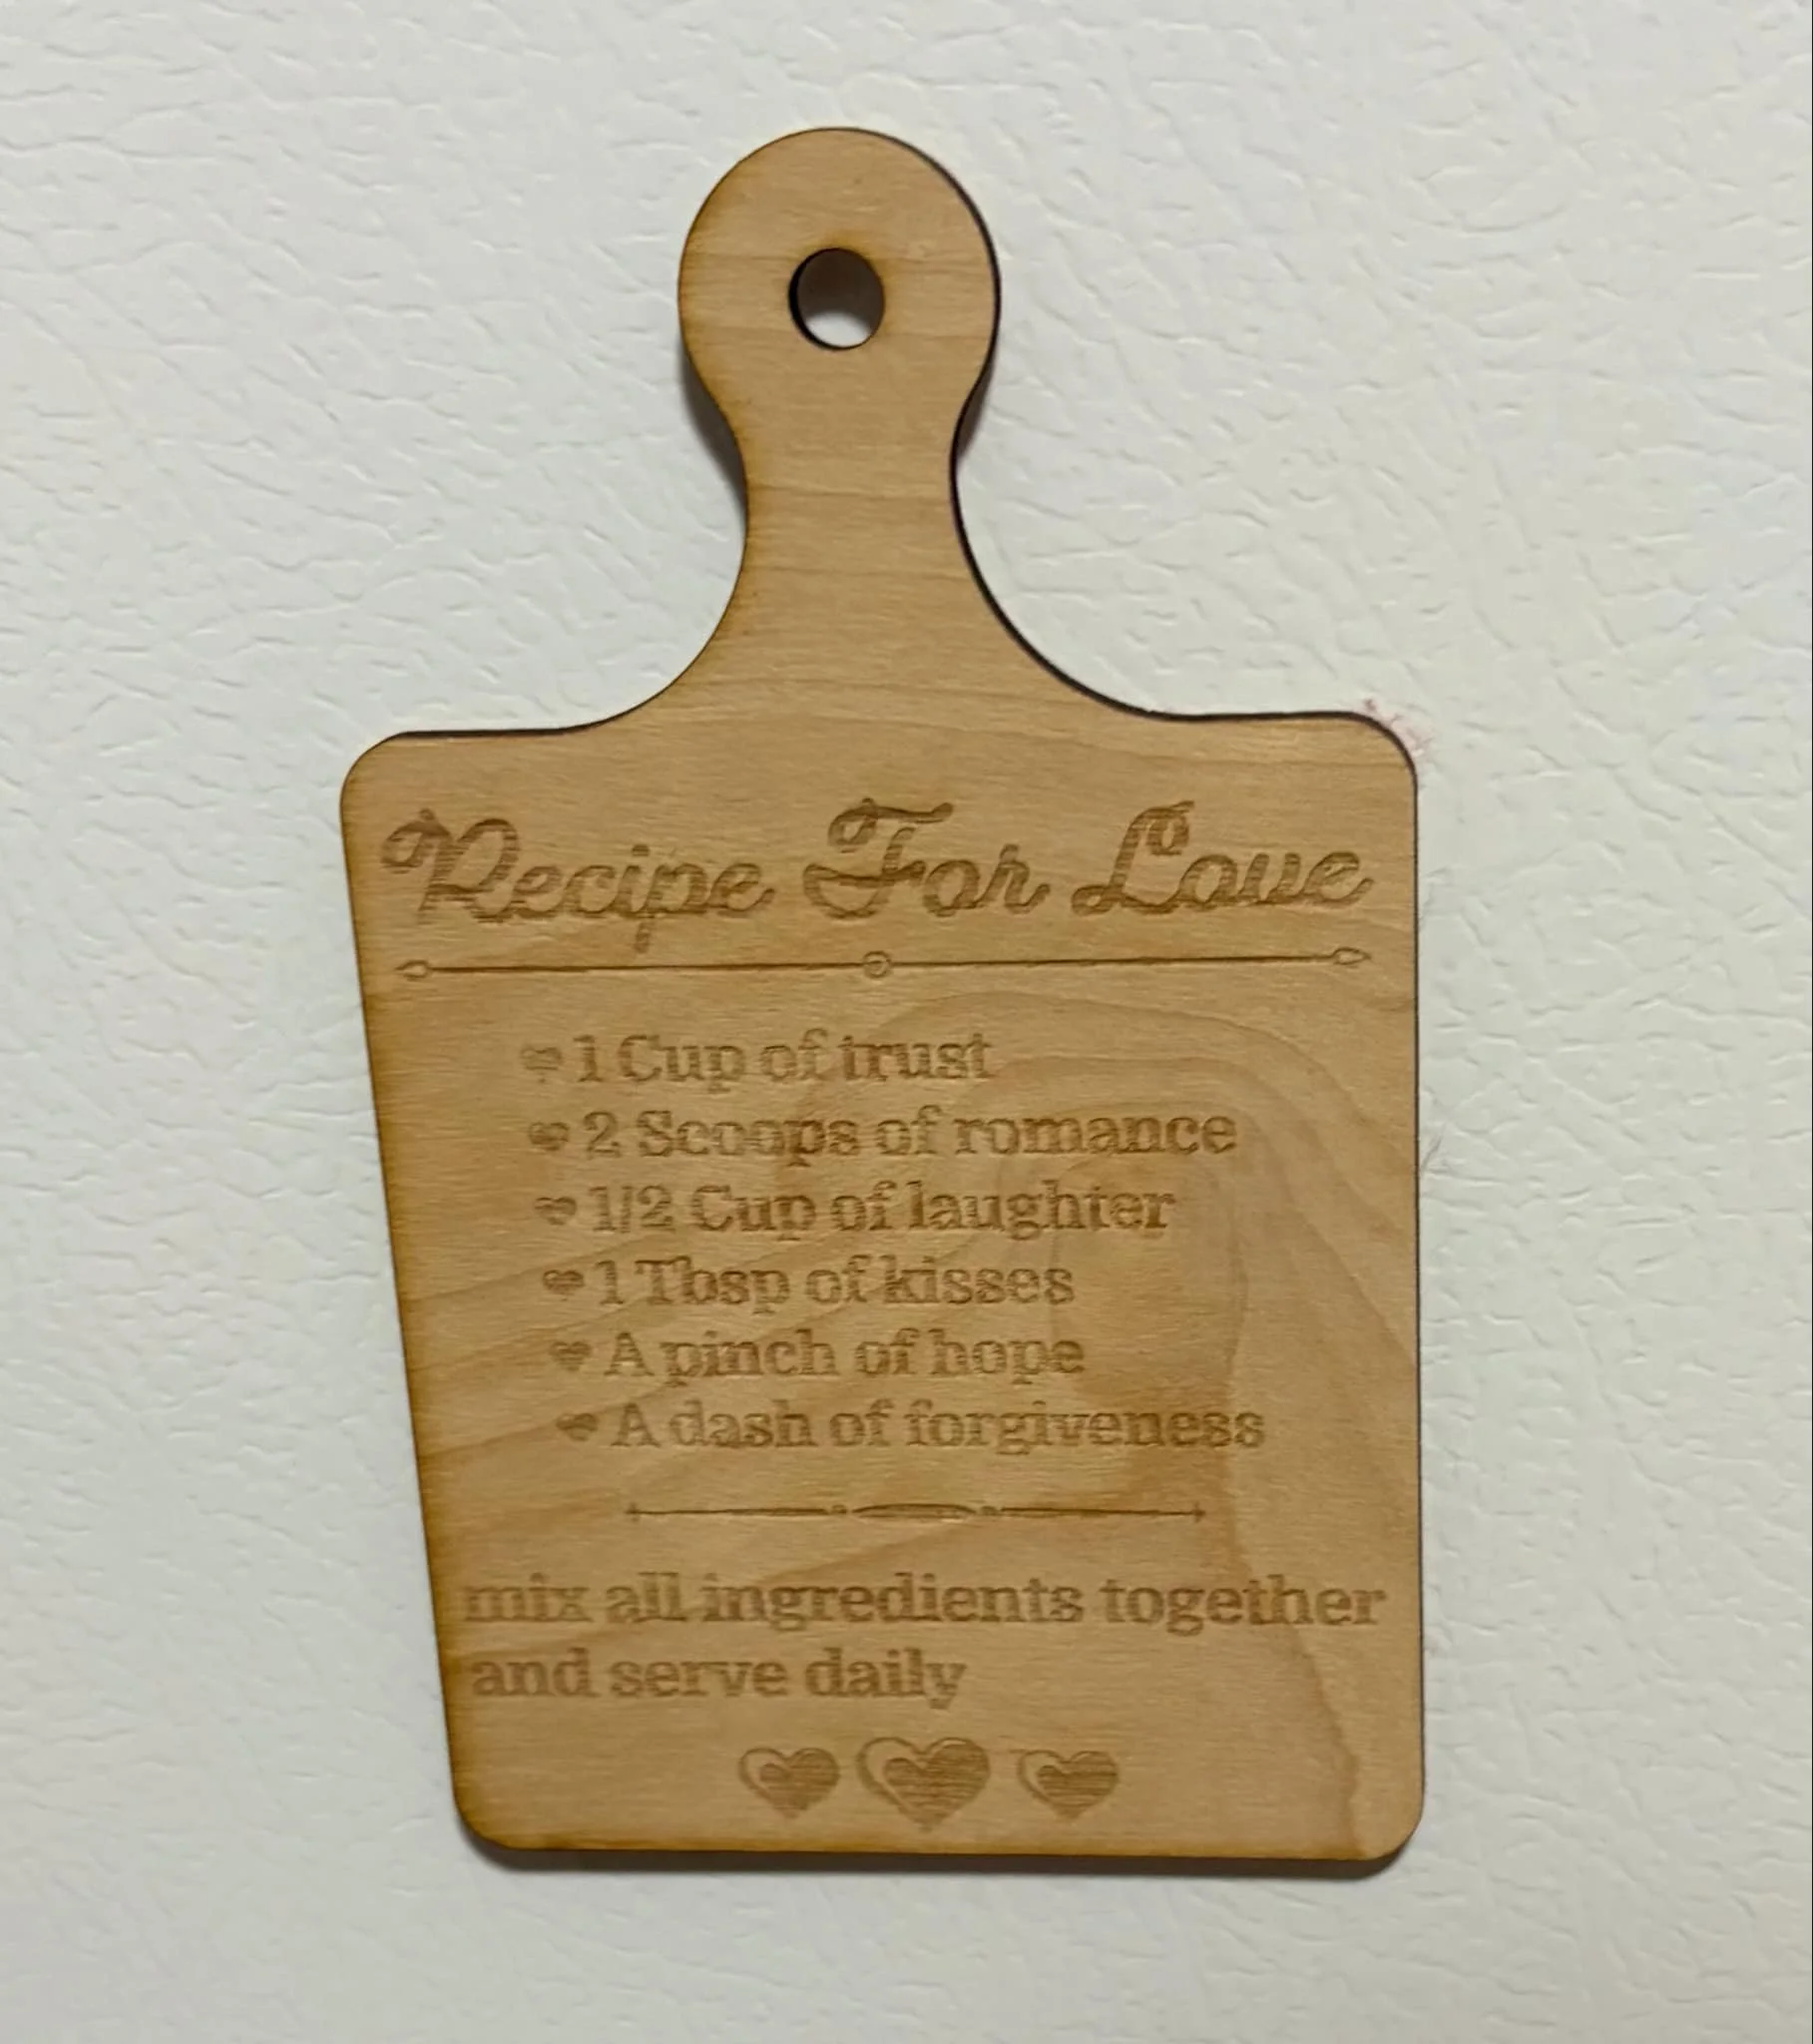 Recipe For Love
1 Cup of trust
2 Scoops of romance
1/2 Cup of laughter
1 Tbsp of kisses
A pinch of hope
A dash of forgiveness
mix all ingredients together
and serve daily